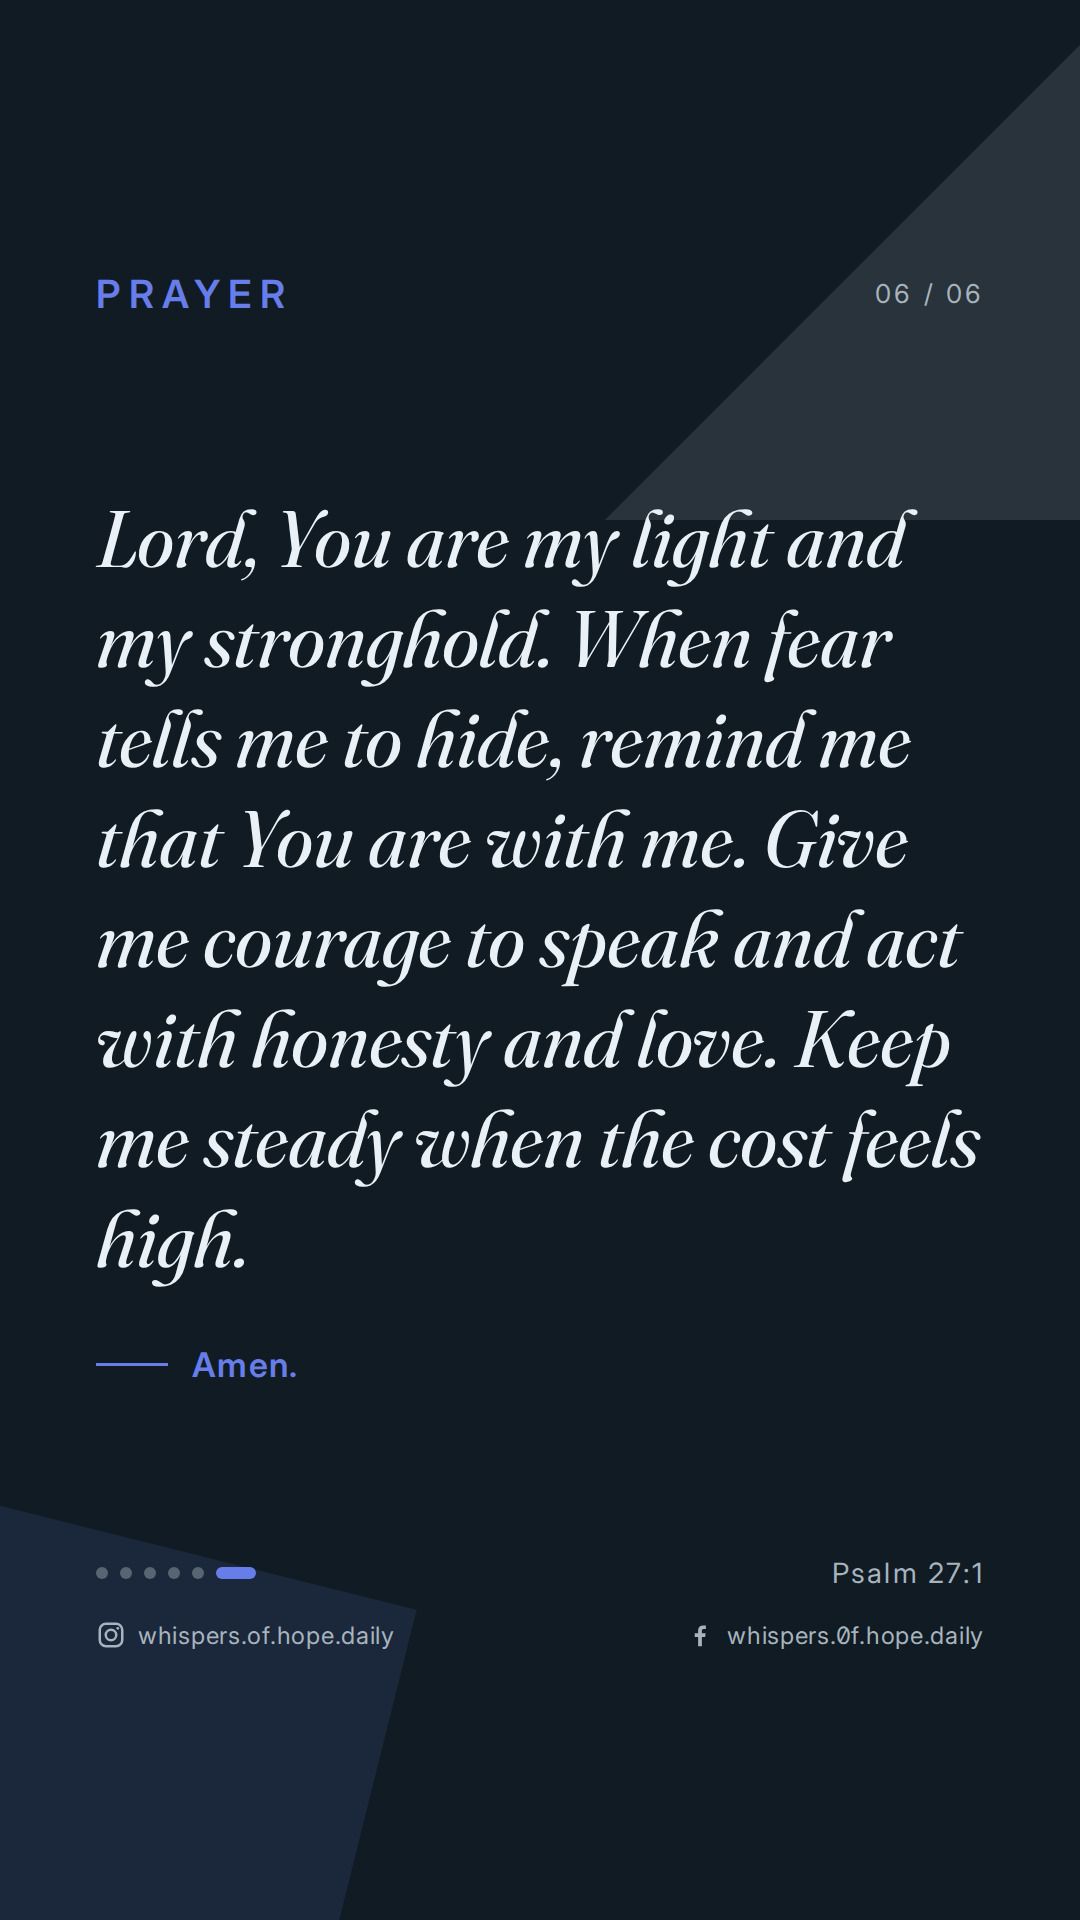 PRAYER
06 / 06
Lord, You are my light and
my stronghold. When fear
tells me to hide, remind me
that You are with me. Give
me courage to speak and act
with honesty and love. Keep
me steady when the cost feels
high.
Amen.
Psalm 27:1
whispers.of.hope.daily
whispers.0f.hope.daily